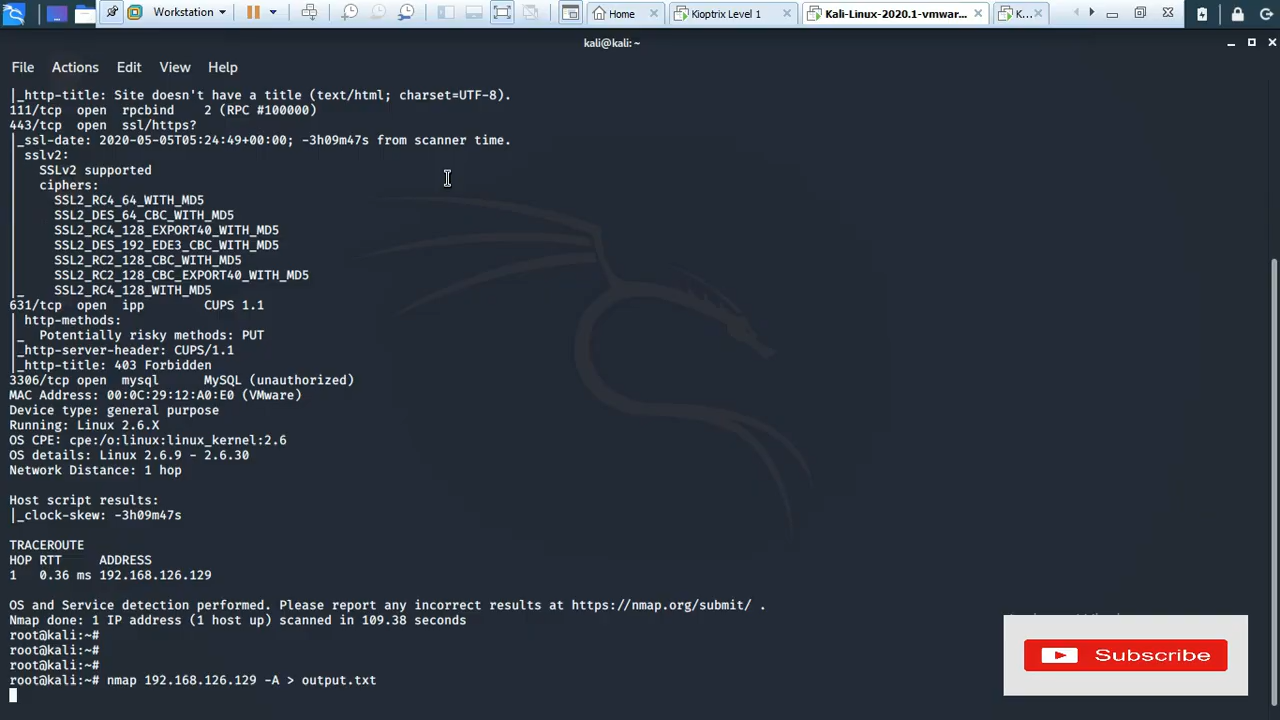 Workstation
Home
Kioptrix Level 1
Kali-Linux-2020.1-vmwar...
K...
kali@kali: ~
File Actions Edit View Help
|_http-title: Site doesn't have a title (text/html; charset=UTF-8).
111/tcp  open  rpcbind    2 (RPC #100000)
443/tcp  open  ssl/https?
|_ssl-date: 2020-05-05T05:24:49+00:00; -3h09m47s from scanner time.
| sslv2:
|   SSLv2 supported
|   ciphers:
|     SSL2_RC4_64_WITH_MD5
|     SSL2_DES_64_CBC_WITH_MD5
|     SSL2_RC4_128_EXPORT40_WITH_MD5
|     SSL2_DES_192_EDE3_CBC_WITH_MD5
|     SSL2_RC2_128_CBC_WITH_MD5
|     SSL2_RC2_128_CBC_EXPORT40_WITH_MD5
|_    SSL2_RC4_128_WITH_MD5
631/tcp  open  ipp        CUPS 1.1
| http-methods:
|_  Potentially risky methods: PUT
|_http-server-header: CUPS/1.1
|_http-title: 403 Forbidden
3306/tcp open  mysql      MySQL (unauthorized)
MAC Address: 00:0C:29:12:A0:E0 (VMware)
Device type: general purpose
Running: Linux 2.6.X
OS CPE: cpe:/o:linux:linux_kernel:2.6
OS details: Linux 2.6.9 - 2.6.30
Network Distance: 1 hop
Host script results:
|_clock-skew: -3h09m47s
TRACEROUTE
HOP RTT     ADDRESS
1   0.36 ms 192.168.126.129
OS and Service detection performed. Please report any incorrect results at https://nmap.org/submit/ .
Nmap done: 1 IP address (1 host up) scanned in 109.38 seconds
root@kali:~#
root@kali:~#
root@kali:~#
root@kali:~# nmap 192.168.126.129 -A > output.txt
Subscribe